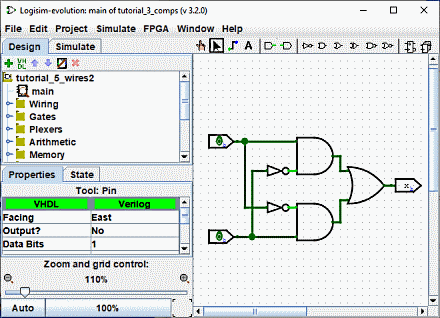 Logisim-evolution: main of tutorial_3_comps (v 3.2.0)
File Edit Project Simulate FPGA Window Help
Design Simulate
A
VHDL
tutorial_5_wires2
main
Wiring
Gates
Plexers
Arithmetic
Memory
Properties State
Tool: Pin
VHDL Verilog
Facing East
Output? No
Data Bits 1
Zoom and grid control:
110%
Auto 100%
0
x
0